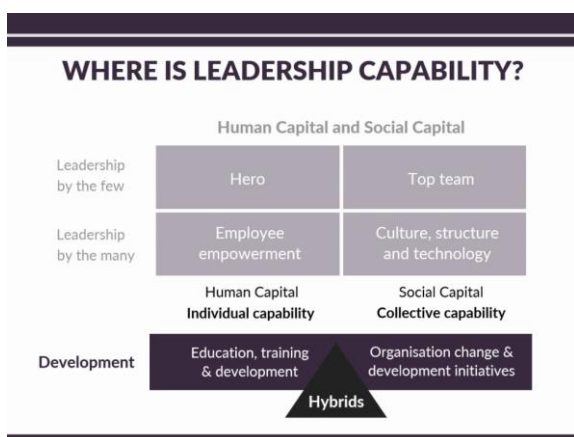 WHERE IS LEADERSHIP CAPABILITY?
Human Capital and Social Capital
Leadership
by the few
Hero
Top team
Leadership
by the many
Employee
empowerment
Culture, structure
and technology
Human Capital
Individual capability
Social Capital
Collective capability
Development
Education, training
& development
Organisation change &
development initiatives
Hybrids